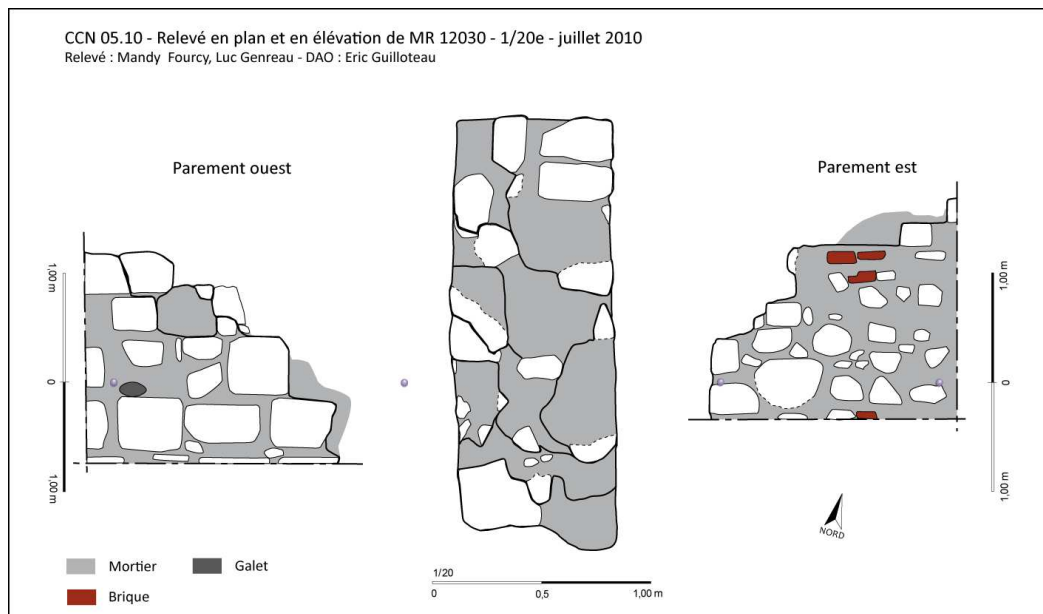 CCN 05.10 - Relevé en plan et en élévation de MR 12030 - 1/20e - juillet 2010
Relevé : Mandy Fourcy, Luc Genreau - DAO : Eric Guilloteau
Parement ouest
Parement est
1,00 m
0
1,00 m
1,00 m
0
1,00 m
NORD
Mortier
Galet
Brique
1/20
0
0,5
1,00 m